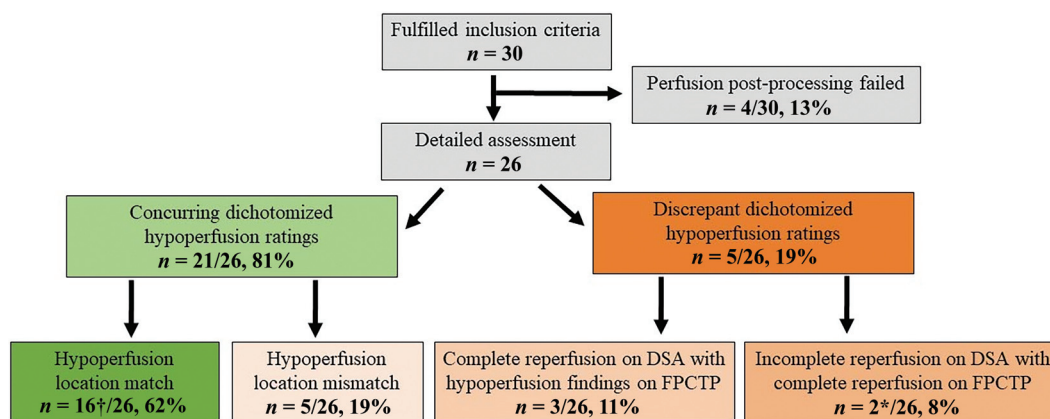 Fulfilled inclusion criteria
n = 30
Perfusion post-processing failed
n = 4/30, 13%
Detailed assessment
n = 26
Concurring dichotomized
hypoperfusion ratings
n = 21/26, 81%
Discrepant dichotomized
hypoperfusion ratings
n = 5/26, 19%
Hypoperfusion
location match
n = 16†/26, 62%
Hypoperfusion
location mismatch
n = 5/26, 19%
Complete reperfusion on DSA with
hypoperfusion findings on FPCTP
n = 3/26, 11%
Incomplete reperfusion on DSA with
complete reperfusion on FPCTP
n = 2*/26, 8%